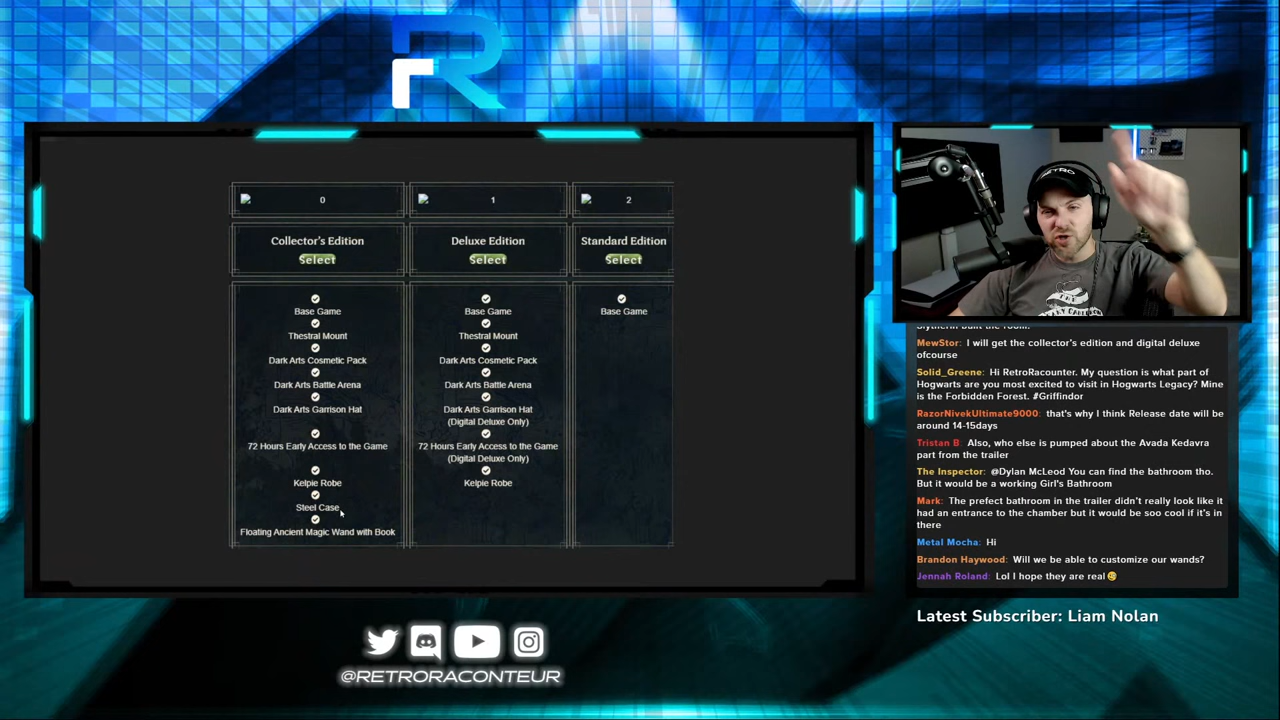 FR
0
1
2
Collector's Edition
Select
Deluxe Edition
Select
Standard Edition
Select
Base Game
Thestral Mount
Dark Arts Cosmetic Pack
Dark Arts Battle Arena
Dark Arts Garrison Hat
72 Hours Early Access to the Game
Kelpie Robe
Steel Case
Floating Ancient Magic Wand with Book
Base Game
Thestral Mount
Dark Arts Cosmetic Pack
Dark Arts Battle Arena
Dark Arts Garrison Hat
(Digital Deluxe Only)
72 Hours Early Access to the Game
(Digital Deluxe Only)
Kelpie Robe
Base Game
RETRO
Slytherin built the room.
MewStor: I will get the collector's edition and digital deluxe
ofcourse
Solid_Greene: Hi RetroRacounter. My question is what part of
Hogwarts are you most excited to visit in Hogwarts Legacy? Mine
is the Forbidden Forest. #Griffindor
RazorNivekUltimate9000: that's why I think Release date will be
around 14-15days
Tristan B: Also, who else is pumped about the Avada Kedavra
part from the trailer
The Inspector: @Dylan McLeod You can find the bathroom tho.
But it would be a working Girl's Bathroom
Mark: The prefect bathroom in the trailer didn't really look like it
had an entrance to the chamber but it would be soo cool if it's in
there
Metal Mocha: Hi
Brandon Haywood: Will we be able to customize our wands?
Jennah Roland: Lol I hope they are real
Latest Subscriber: Liam Nolan
@RETRORACONTEUR